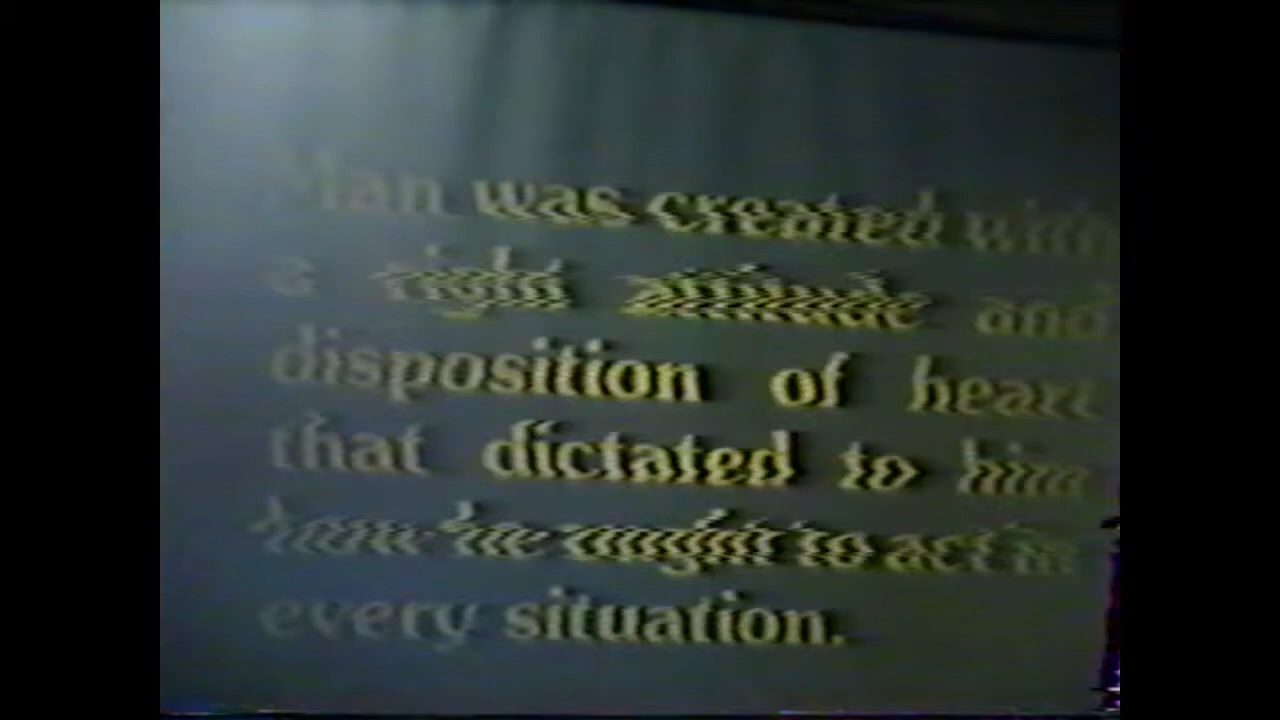 Man was created with
a right attitude and
disposition of heart
that dictated to him
how he ought to act in
every situation.